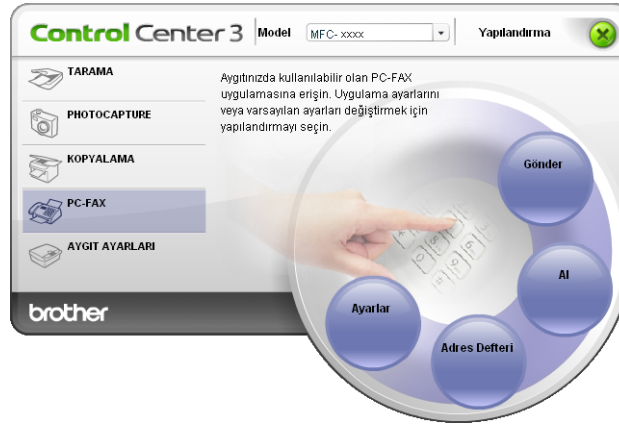 Control Center 3 Model MFC- xxxx Yapılandırma
TARAMA
PHOTOCAPTURE
KOPYALAMA
PC-FAX
AYGIT AYARLARI
brother
Aygıtınızda kullanılabilir olan PC-FAX
uygulamasına erişin. Uygulama ayarlarını
veya varsayılan ayarları değiştirmek için
yapılandırmayı seçin.
Gönder
Al
Adres Defteri
Ayarlar